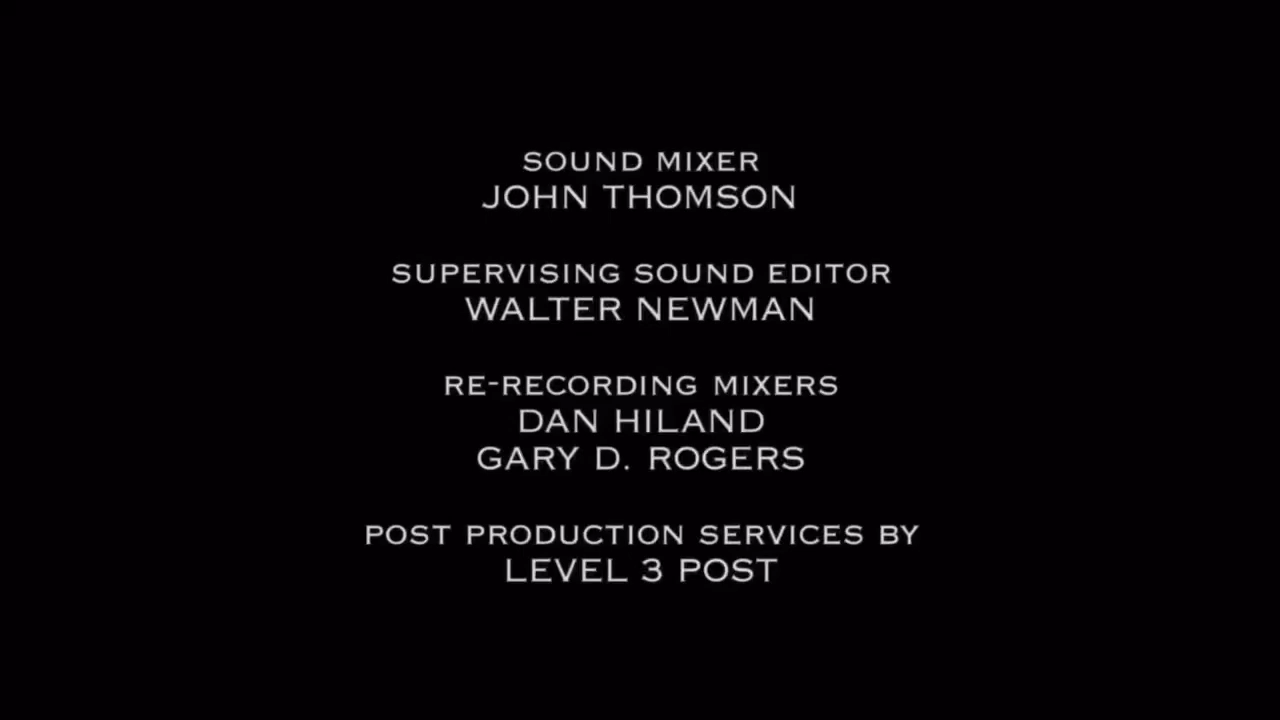 SOUND MIXER
JOHN THOMSON
SUPERVISING SOUND EDITOR
WALTER NEWMAN
RE-RECORDING MIXERS
DAN HILAND
GARY D. ROGERS
POST PRODUCTION SERVICES BY
LEVEL 3 POST